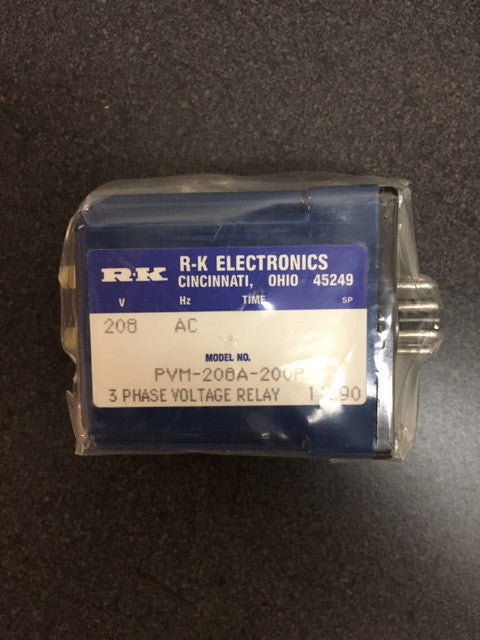 R-K
R-K ELECTRONICS
CINCINNATI, OHIO 45249
V Hz TIME SP
208 AC
MODEL NO.
PVM-208A-200P
3 PHASE VOLTAGE RELAY